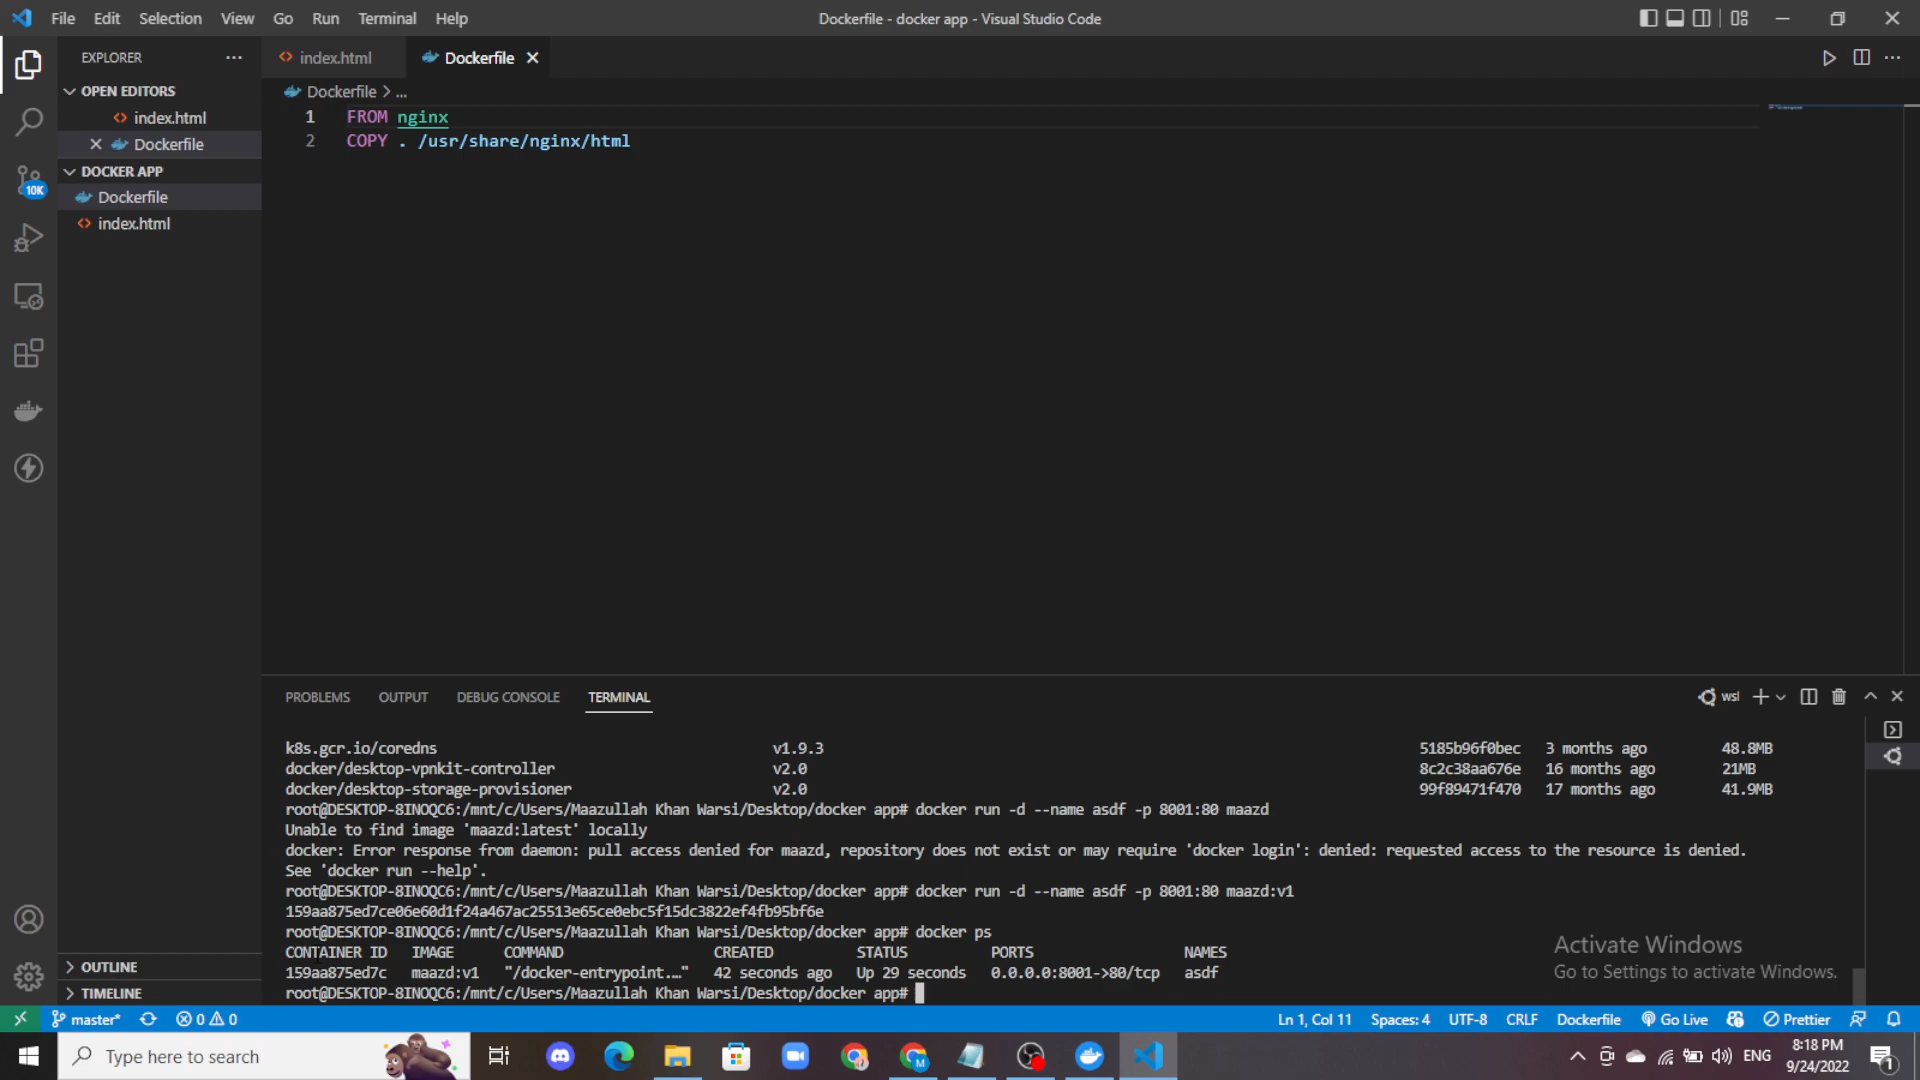 File Edit Selection View Go Run Terminal Help
Dockerfile - docker app - Visual Studio Code
EXPLORER
OPEN EDITORS
index.html
Dockerfile
DOCKER APP
Dockerfile
index.html
10K
OUTLINE
TIMELINE
index.html
Dockerfile
Dockerfile > ...
1 FROM nginx
2 COPY . /usr/share/nginx/html
PROBLEMS OUTPUT DEBUG CONSOLE TERMINAL
wsl
k8s.gcr.io/coredns v1.9.3 5185b96f0bec 3 months ago 48.8MB
docker/desktop-vpnkit-controller v2.0 8c2c38aa676e 16 months ago 21MB
docker/desktop-storage-provisioner v2.0 99f89471f470 17 months ago 41.9MB
root@DESKTOP-8INOQC6:/mnt/c/Users/Maazullah Khan Warsi/Desktop/docker app# docker run -d --name asdf -p 8001:80 maazd
Unable to find image 'maazd:latest' locally
docker: Error response from daemon: pull access denied for maazd, repository does not exist or may require 'docker login': denied: requested access to the resource is denied.
See 'docker run --help'.
root@DESKTOP-8INOQC6:/mnt/c/Users/Maazullah Khan Warsi/Desktop/docker app# docker run -d --name asdf -p 8001:80 maazd:v1
159aa875ed7ce06e60d1f24a467ac25513e65ce0ebc5f15dc3822ef4fb95bf6e
root@DESKTOP-8INOQC6:/mnt/c/Users/Maazullah Khan Warsi/Desktop/docker app# docker ps
CONTAINER ID IMAGE COMMAND CREATED STATUS PORTS NAMES
159aa875ed7c maazd:v1 "/docker-entrypoint.…" 42 seconds ago Up 29 seconds 0.0.0.0:8001->80/tcp asdf
root@DESKTOP-8INOQC6:/mnt/c/Users/Maazullah Khan Warsi/Desktop/docker app#
Activate Windows
Go to Settings to activate Windows.
master* 0 0
Ln 1, Col 11 Spaces: 4 UTF-8 CRLF Dockerfile Go Live Prettier
Type here to search
ENG
8:18 PM
9/24/2022
1